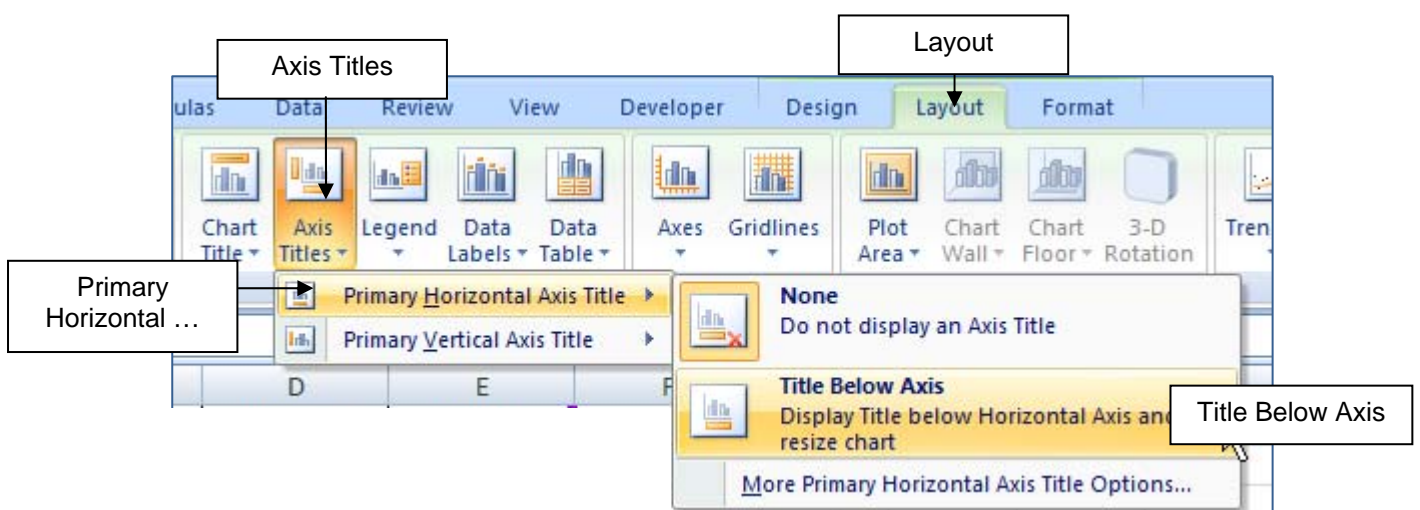 Axis Titles
Layout
ulas Data Review View Developer Design Layout Format
Chart Title
Axis Titles
Legend
Data Labels
Data Table
Axes
Gridlines
Plot Area
Chart Wall
Chart Floor
3-D Rotation
Tren
Primary
Horizontal …
Primary Horizontal Axis Title
Primary Vertical Axis Title
None
Do not display an Axis Title
Title Below Axis
Display Title below Horizontal Axis and
resize chart
More Primary Horizontal Axis Title Options...
Title Below Axis
D E F